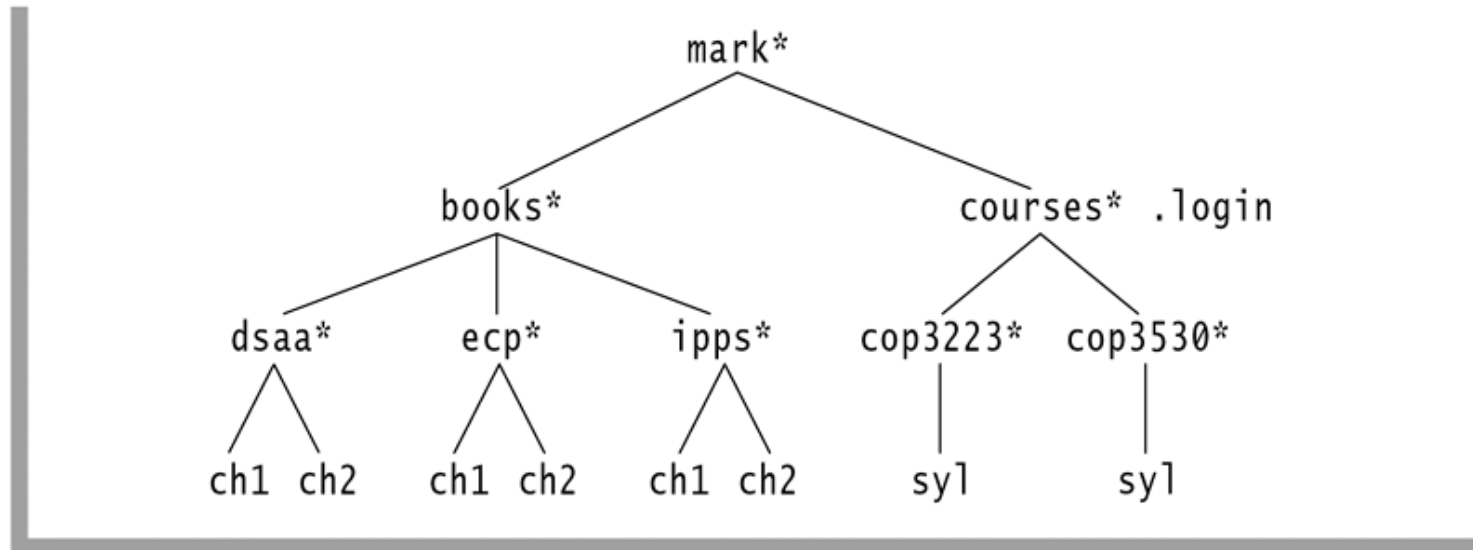 mark*
books* courses* .login
dsaa* ecp* ipps* cop3223* cop3530*
ch1 ch2 ch1 ch2 ch1 ch2 syl syl